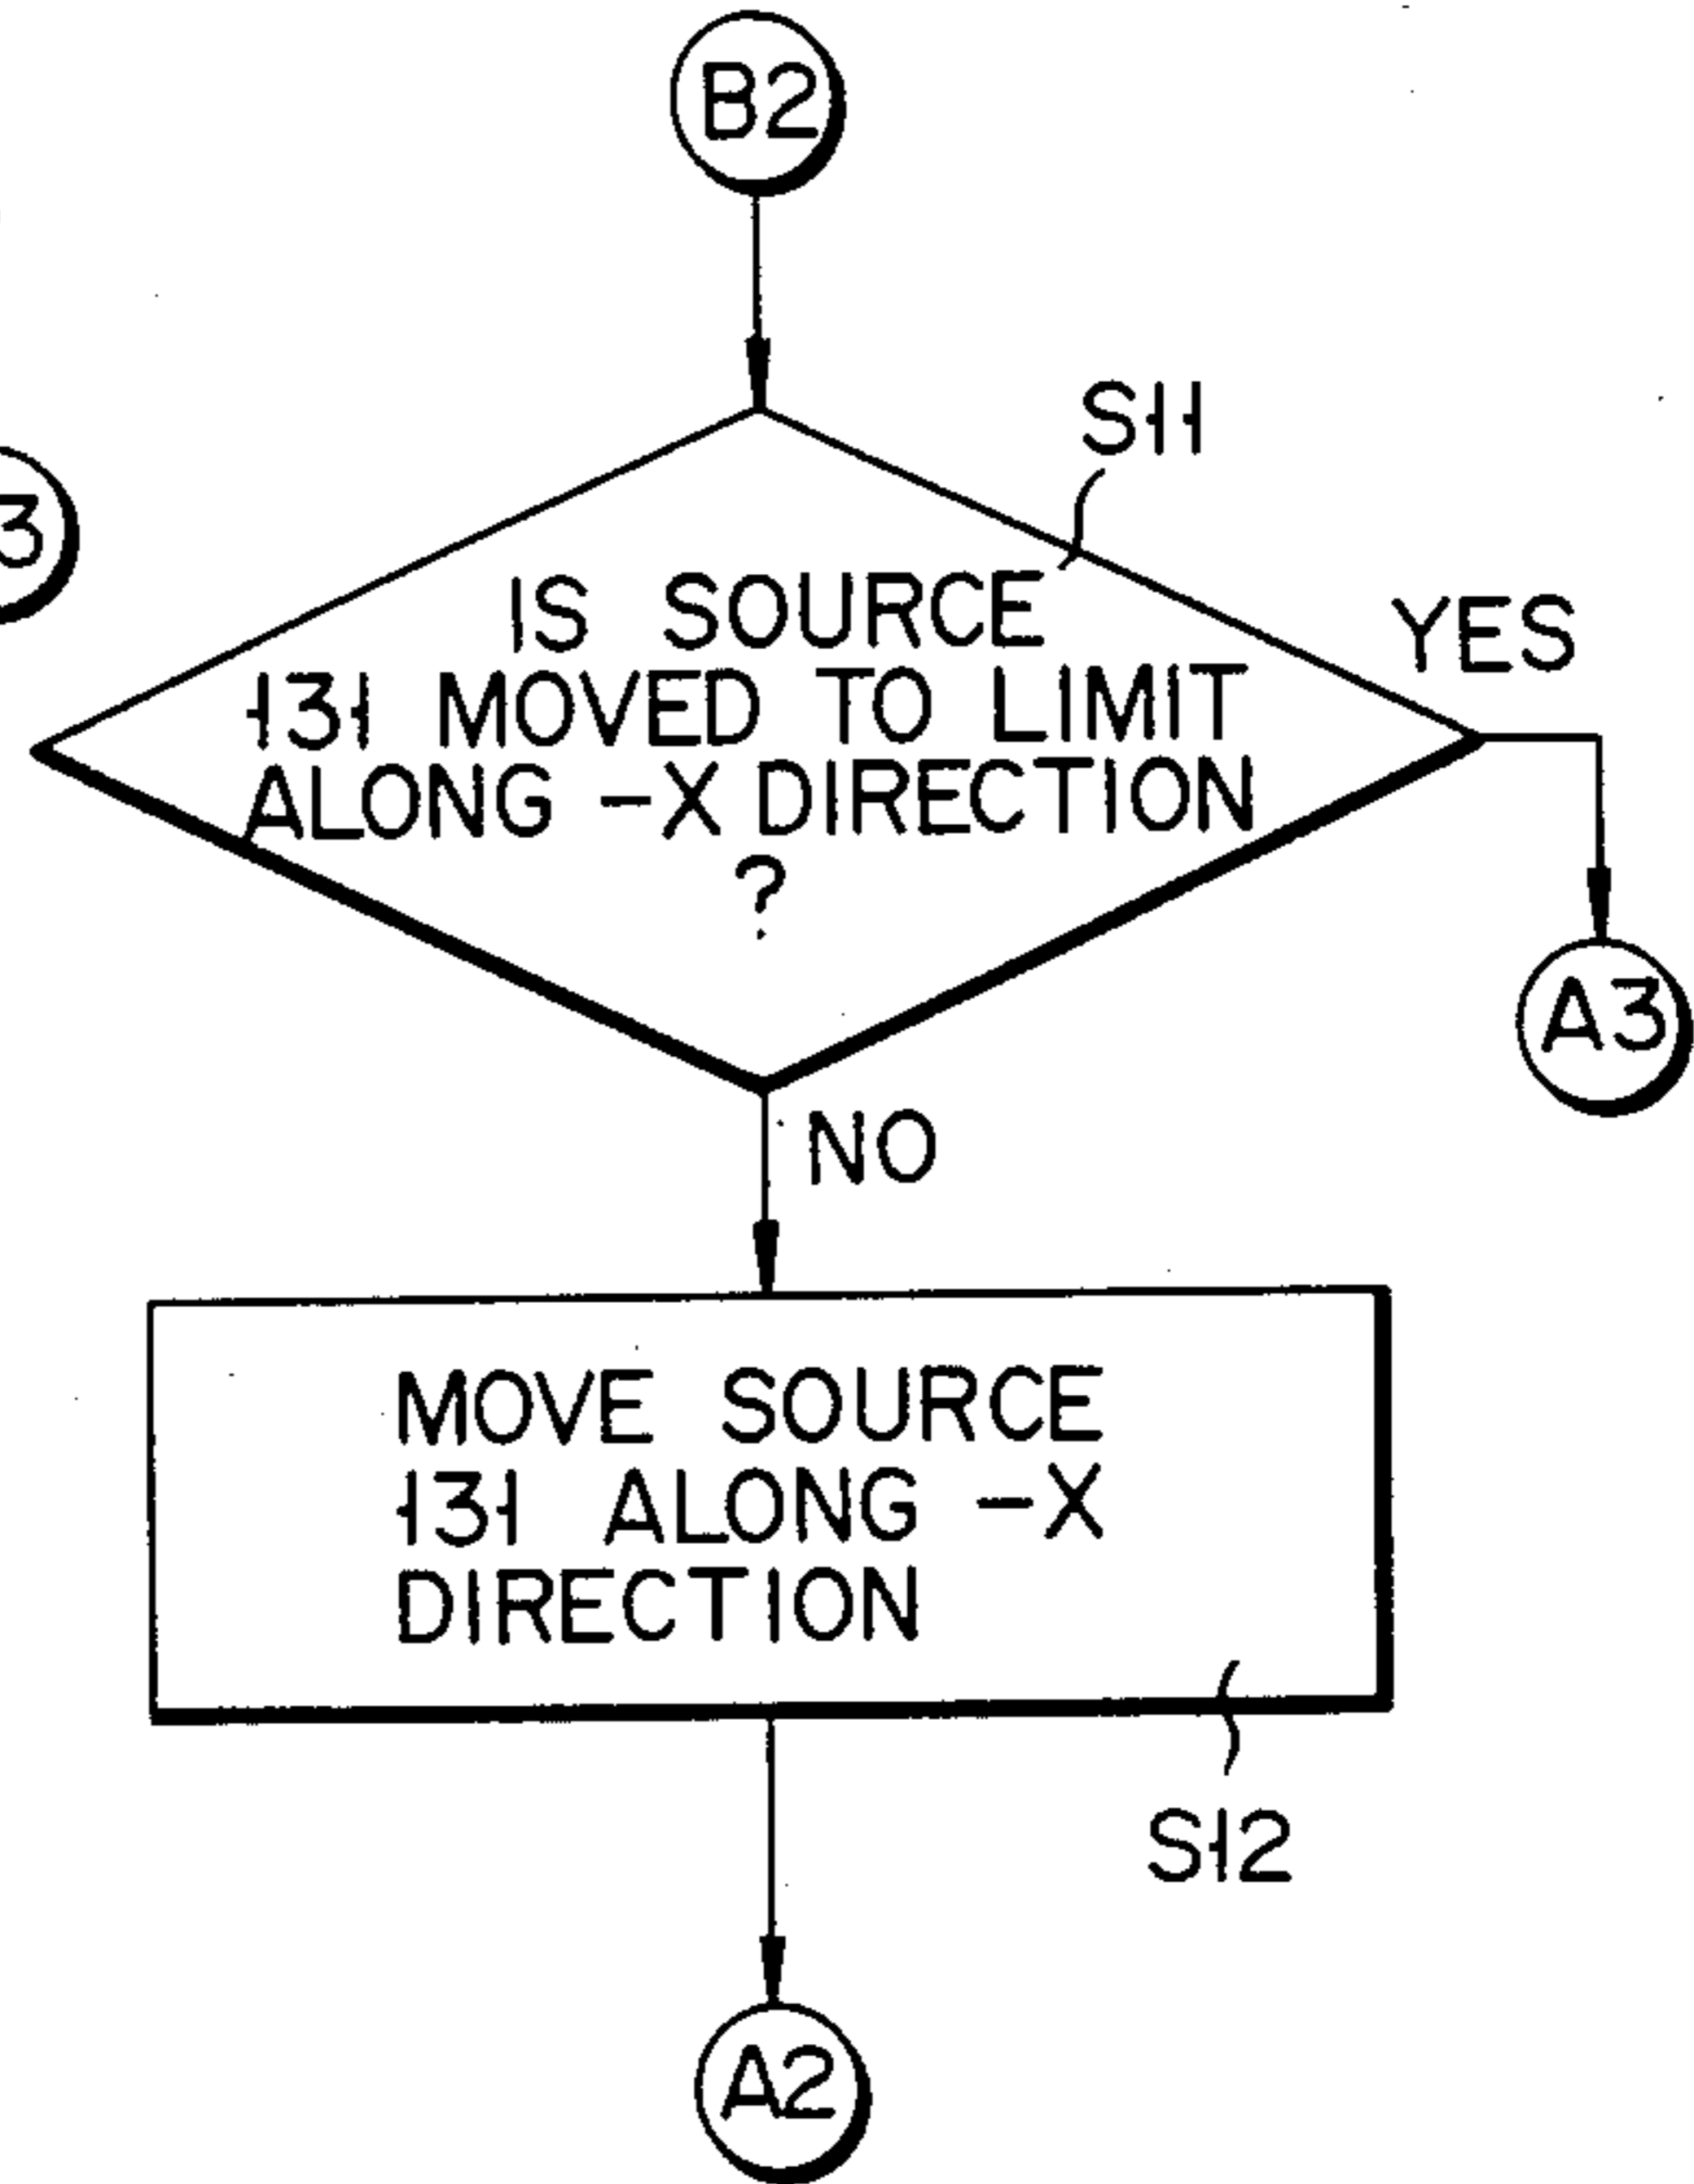 B2
S11
3
IS SOURCE
131 MOVED TO LIMIT
ALONG -X DIRECTION
?
YES
A3
NO
MOVE SOURCE
131 ALONG -X
DIRECTION
S12
A2